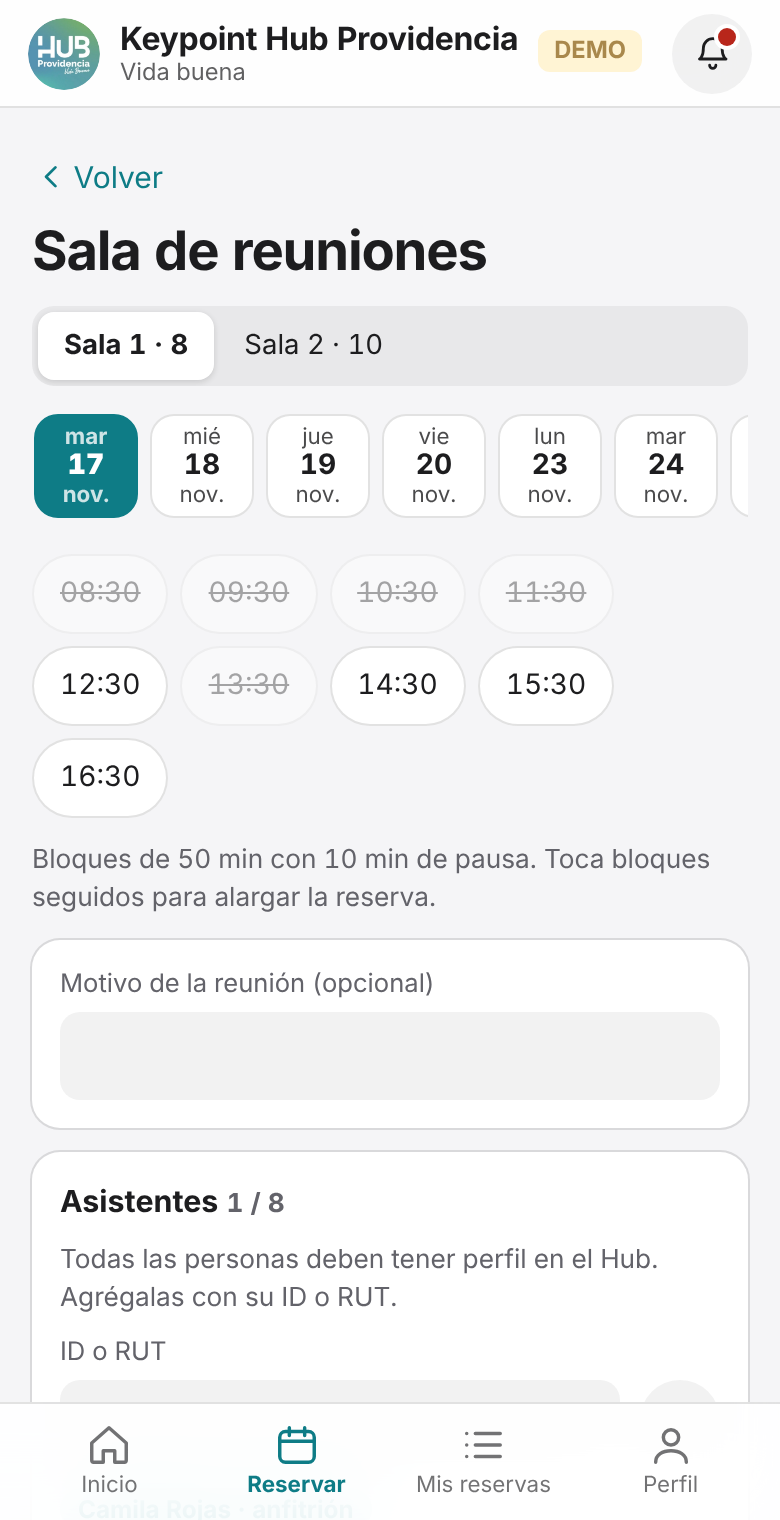 HUB
Providencia
Vida Buena
Keypoint Hub Providencia
Vida buena
DEMO
Volver
Sala de reuniones
Sala 1 · 8
Sala 2 · 10
mar
17
nov.
mié
18
nov.
jue
19
nov.
vie
20
nov.
lun
23
nov.
mar
24
nov.
08:30 09:30 10:30 11:30
12:30 13:30 14:30 15:30
16:30
Bloques de 50 min con 10 min de pausa. Toca bloques
seguidos para alargar la reserva.
Motivo de la reunión (opcional)
Asistentes 1 / 8
Todas las personas deben tener perfil en el Hub.
Agrégalas con su ID o RUT.
ID o RUT
Inicio
Reservar
Mis reservas
Perfil
Camila Rojas · anfitrión